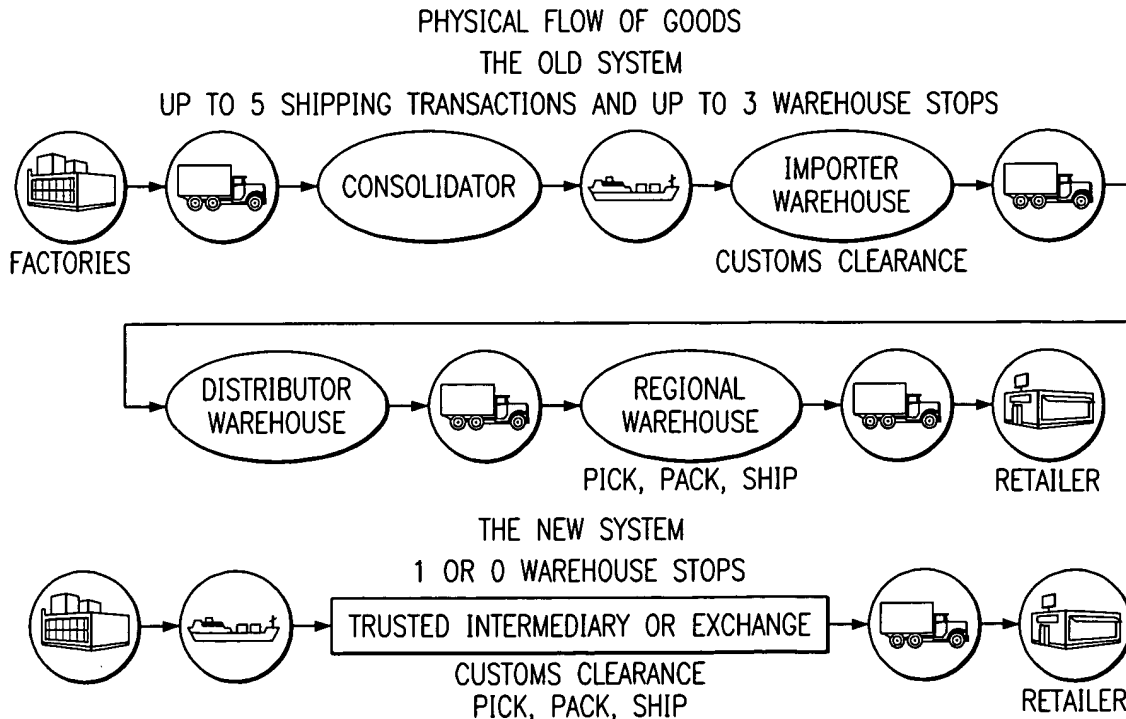 PHYSICAL FLOW OF GOODS
THE OLD SYSTEM
UP TO 5 SHIPPING TRANSACTIONS AND UP TO 3 WAREHOUSE STOPS
CONSOLIDATOR
IMPORTER
WAREHOUSE
FACTORIES
CUSTOMS CLEARANCE
DISTRIBUTOR
WAREHOUSE
REGIONAL
WAREHOUSE
PICK, PACK, SHIP
RETAILER
THE NEW SYSTEM
1 OR 0 WAREHOUSE STOPS
TRUSTED INTERMEDIARY OR EXCHANGE
CUSTOMS CLEARANCE
PICK, PACK, SHIP
RETAILER